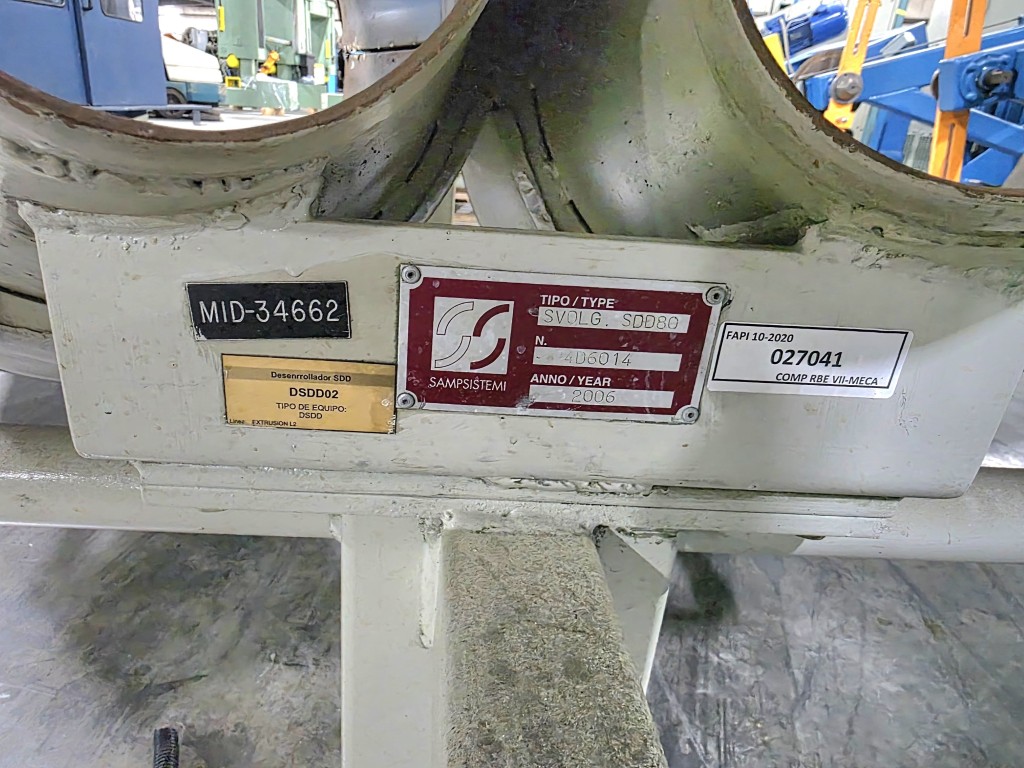 MID-34662
Desenrrollador SDD
DSDD02
TIPO DE EQUIPO:
DSDD
Línea: EXTRUSION L2
SAMPSISTEMI
TIPO / TYPE
SVOLG. SDD80
N.
4D6014
ANNO / YEAR
2006
FAPI 10-2020
027041
COMP RBE VII-MECA